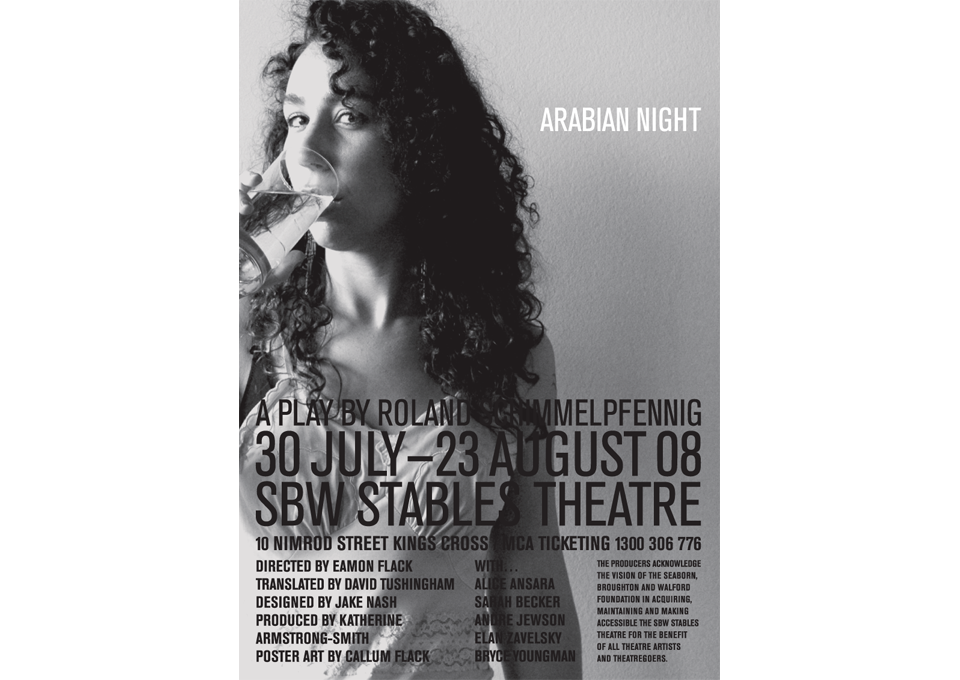 ARABIAN NIGHT
A PLAY BY ROLAND SCHIMMELPFENNIG
30 JULY–23 AUGUST 08
SBW STABLES THEATRE
10 NIMROD STREET KINGS CROSS / MCA TICKETING 1300 306 776
DIRECTED BY EAMON FLACK
TRANSLATED BY DAVID TUSHINGHAM
DESIGNED BY JAKE NASH
PRODUCED BY KATHERINE
ARMSTRONG-SMITH
POSTER ART BY CALLUM FLACK
WITH...
ALICE ANSARA
SARAH BECKER
ANDRE JEWSON
ELAN ZAVELSKY
BRYCE YOUNGMAN
THE PRODUCERS ACKNOWLEDGE
THE VISION OF THE SEABORN,
BROUGHTON AND WALFORD
FOUNDATION IN ACQUIRING,
MAINTAINING AND MAKING
ACCESSIBLE THE SBW STABLES
THEATRE FOR THE BENEFIT
OF ALL THEATRE ARTISTS
AND THEATREGOERS.